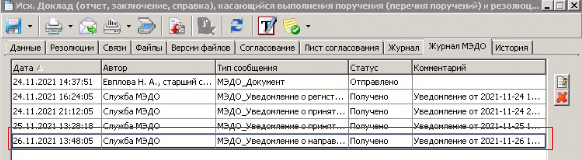 Исх. Доклад (отчет, заключение, справка), касающийся выполнения поручения (перечня поручений) и резолюц...
Данные Резолюции Связи Файлы Версии файлов Согласование Лист согласования Журнал Журнал МЭДО История
Дата Автор Тип сообщения Статус Комментарий
24.11.2021 14:37:51 Евплова Н. А., старший с... МЭДО_Документ Отправлено
24.11.2021 16:24:05 Служба МЭДО МЭДО_Уведомление о регист... Получено Уведомление от 2021-11-24 1...
24.11.2021 21:12:05 Служба МЭДО МЭДО_Уведомление о принят... Получено Уведомление от 2021-11-24 2...
25.11.2021 13:28:18 Служба МЭДО МЭДО_Уведомление о принят... Получено Уведомление от 2021-11-25 1...
26.11.2021 13:48:05 Служба МЭДО МЭДО_Уведомление о направ... Получено Уведомление от 2021-11-26 1...